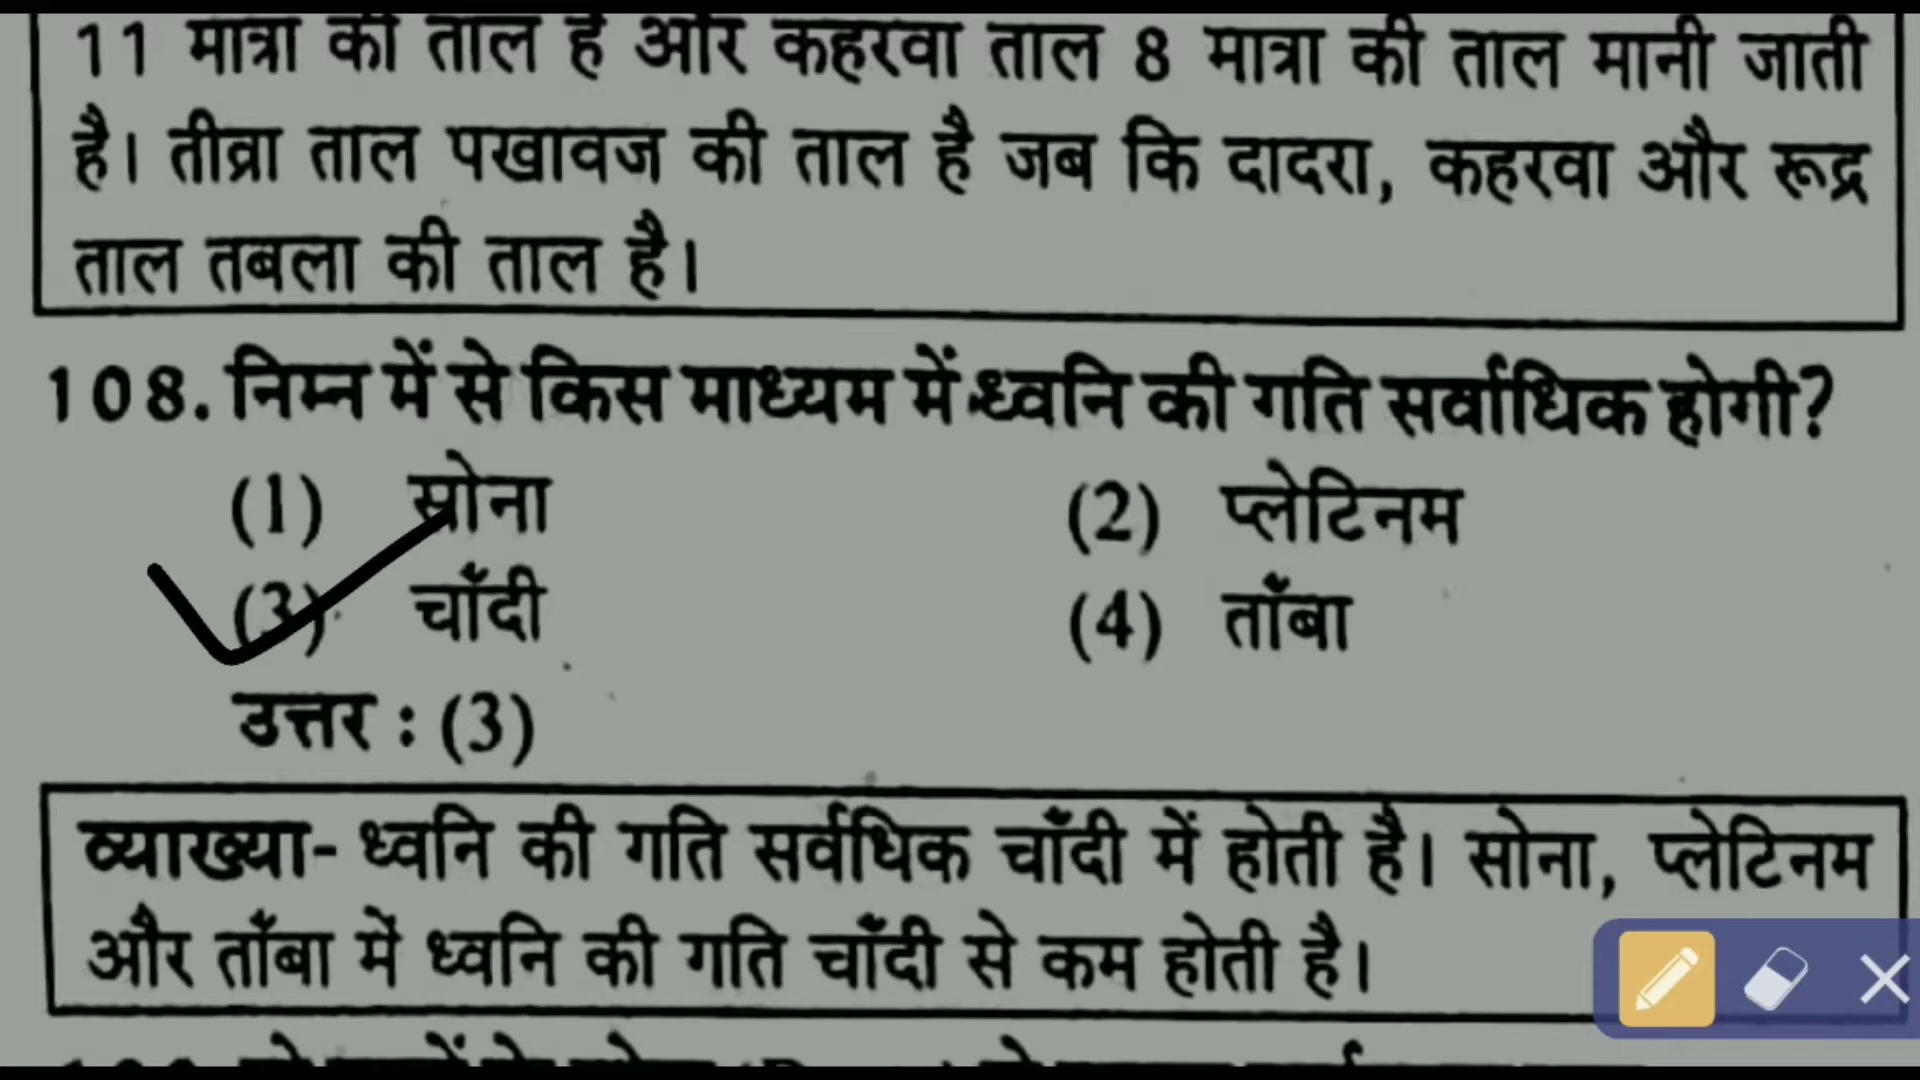 11 मात्रा की ताल है और कहरवा ताल 8 मात्रा की ताल मानी जाती
है। तीव्रा ताल पखावज की ताल है जब कि दादरा, कहरवा और रूद्र
ताल तबला की ताल है।
108. निम्न में से किस माध्यम में ध्वनि की गति सर्वाधिक होगी?
(1) सोना (2) प्लेटिनम
(3) चाँदी (4) ताँबा
उत्तर : (3)
व्याख्या- ध्वनि की गति सर्वधिक चाँदी में होती है। सोना, प्लेटिनम
और ताँबा में ध्वनि की गति चाँदी से कम होती है।